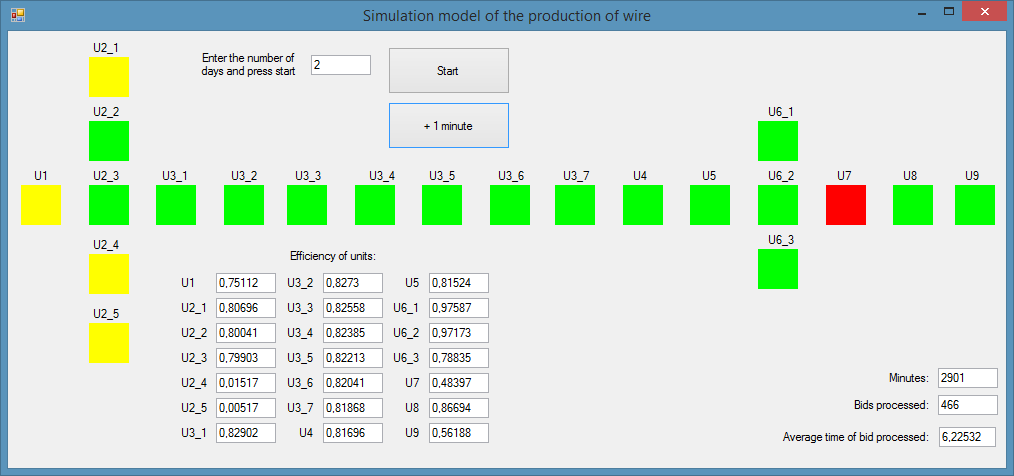 Simulation model of the production of wire
U2_1
Enter the number of
days and press start
2
Start
+ 1 minute
U2_2
U6_1
U1 U2_3 U3_1 U3_2 U3_3 U3_4 U3_5 U3_6 U3_7 U4 U5 U6_2 U7 U8 U9
U2_4
U6_3
Efficiency of units:
U1 0,75112 U3_2 0,8273 U5 0,81524
U2_1 0,80696 U3_3 0,82558 U6_1 0,97587
U2_5
U2_2 0,80041 U3_4 0,82385 U6_2 0,97173
U2_3 0,79903 U3_5 0,82213 U6_3 0,78835
U2_4 0,01517 U3_6 0,82041 U7 0,48397
U2_5 0,00517 U3_7 0,81868 U8 0,86694
U3_1 0,82902 U4 0,81696 U9 0,56188
Minutes: 2901
Bids processed: 466
Average time of bid processed: 6,22532